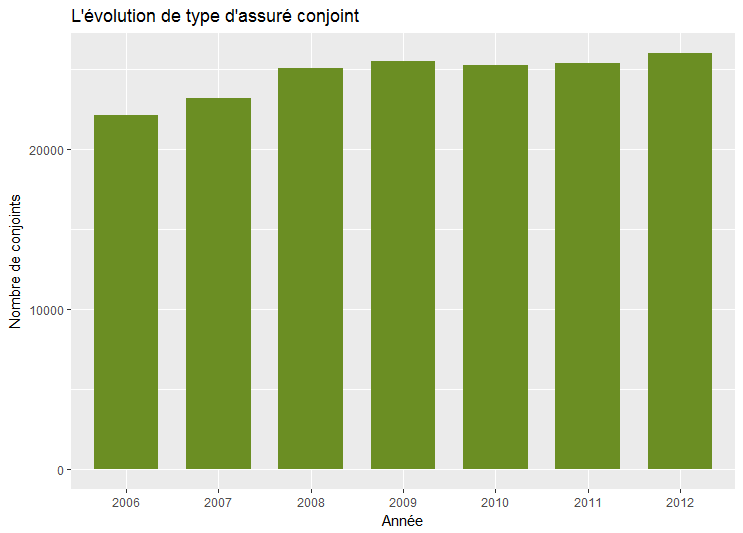 L'évolution de type d'assuré conjoint
Nombre de conjoints
20000
10000
0
2006 2007 2008 2009 2010 2011 2012
Année